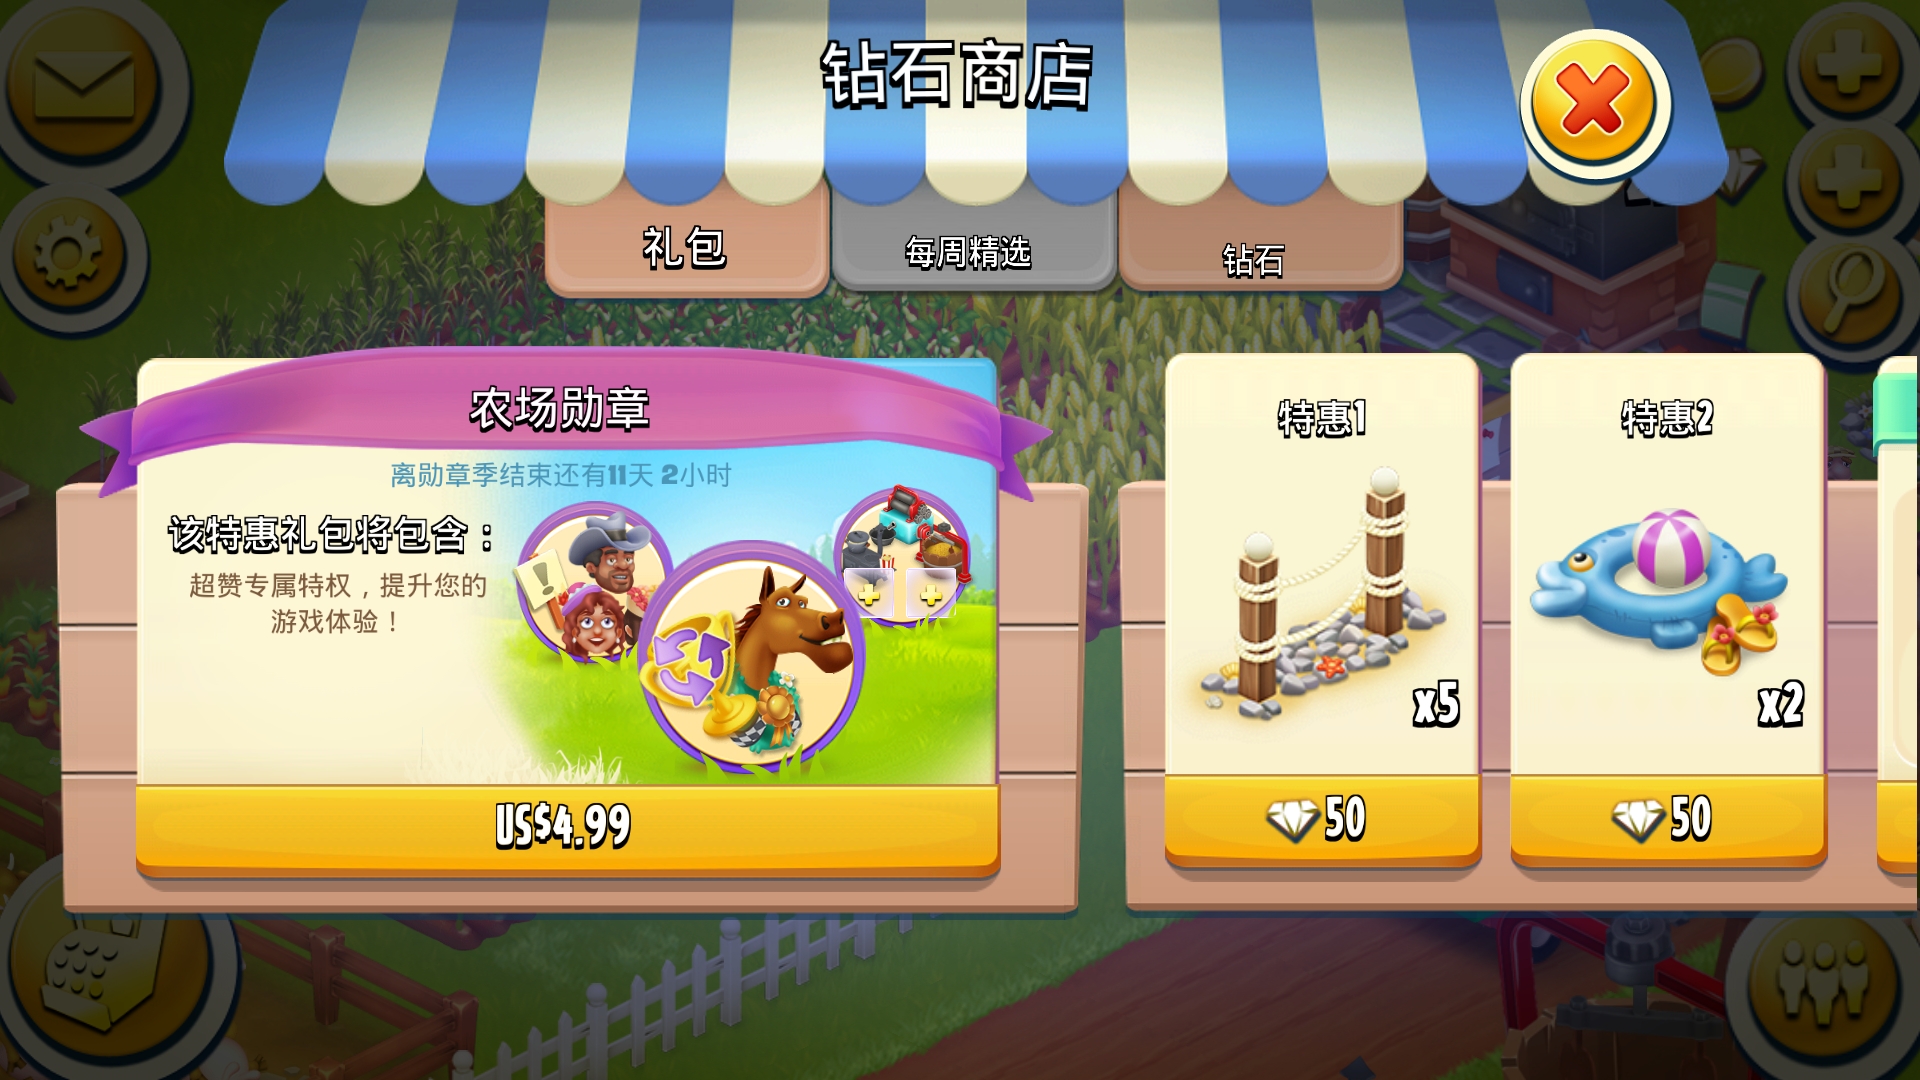 钻石商店
礼包
每周精选
钻石
农场勋章
离勋章季结束还有11天 2小时
该特惠礼包将包含：
超赞专属特权，提升您的
游戏体验！
US$4.99
特惠1
x5
50
特惠2
x2
50